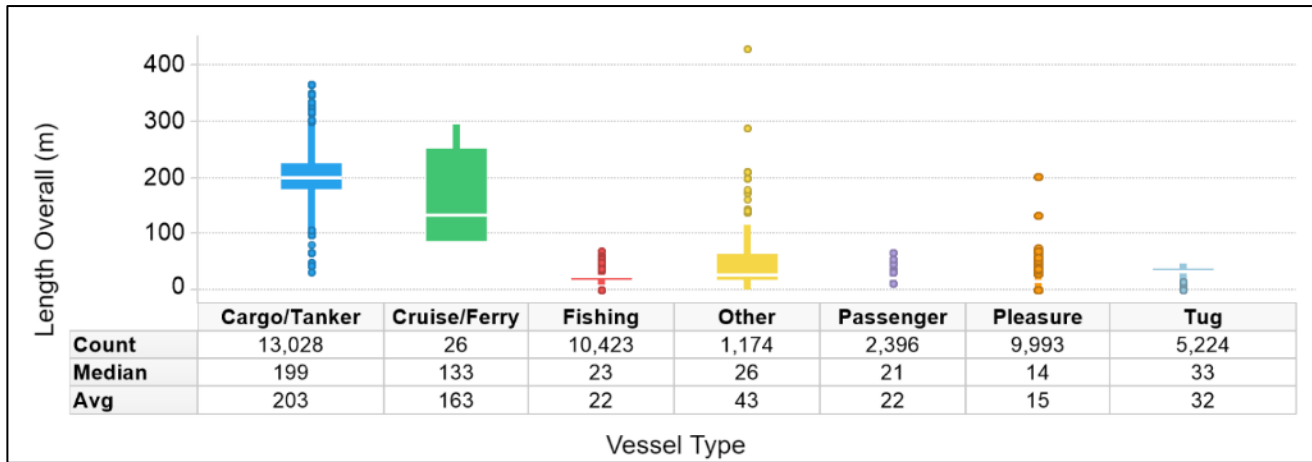 Length Overall (m)
400
300
200
100
0
Cargo/Tanker Cruise/Ferry Fishing Other Passenger Pleasure Tug
Count 13,028 26 10,423 1,174 2,396 9,993 5,224
Median 199 133 23 26 21 14 33
Avg 203 163 22 43 22 15 32
Vessel Type